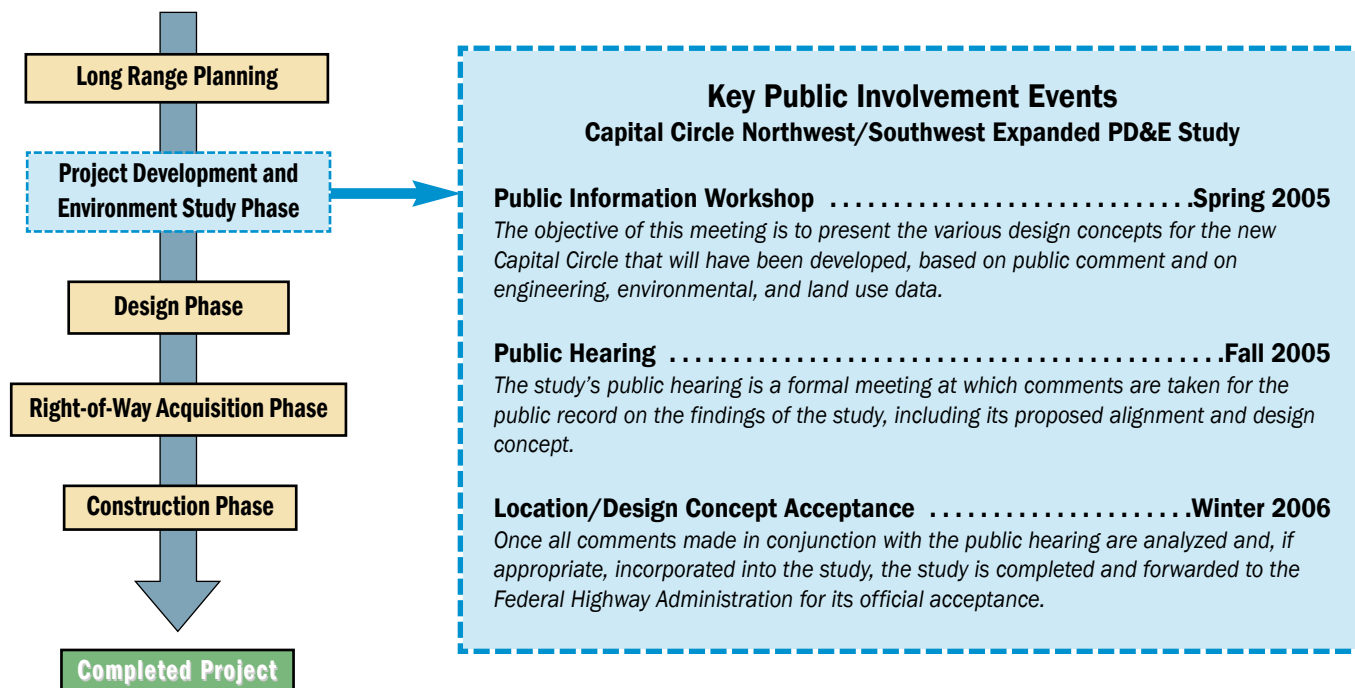 Long Range Planning
Project Development and
Environment Study Phase
Design Phase
Right-of-Way Acquisition Phase
Construction Phase
Completed Project
Key Public Involvement Events
Capital Circle Northwest/Southwest Expanded PD&E Study
Public Information Workshop . . . . . . . . . . . . . . . . . . . . . . . . . . . . .Spring 2005
The objective of this meeting is to present the various design concepts for the new
Capital Circle that will have been developed, based on public comment and on
engineering, environmental, and land use data.
Public Hearing . . . . . . . . . . . . . . . . . . . . . . . . . . . . . . . . . . . . . . . . . . . .Fall 2005
The study's public hearing is a formal meeting at which comments are taken for the
public record on the findings of the study, including its proposed alignment and design
concept.
Location/Design Concept Acceptance . . . . . . . . . . . . . . . . . . . . .Winter 2006
Once all comments made in conjunction with the public hearing are analyzed and, if
appropriate, incorporated into the study, the study is completed and forwarded to the
Federal Highway Administration for its official acceptance.